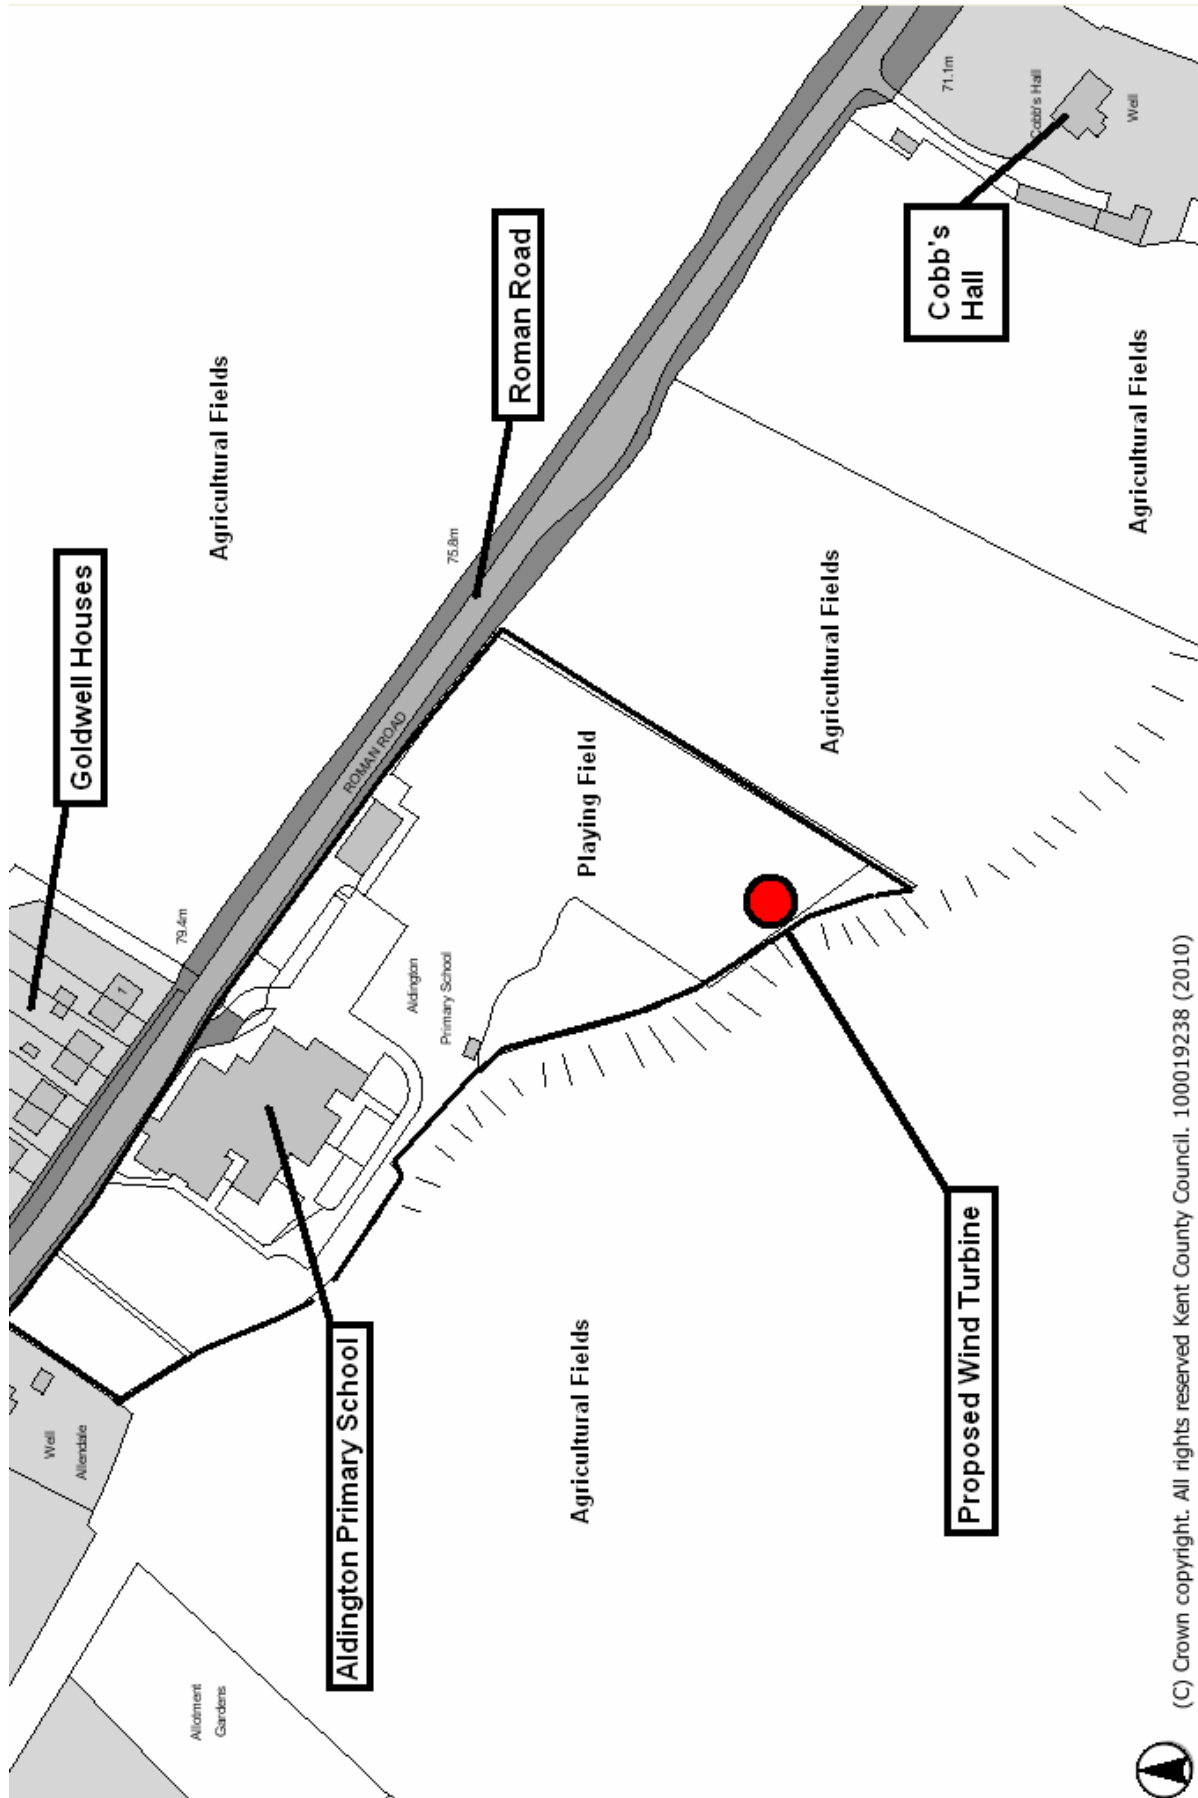 Goldwell Houses
Agricultural Fields
Roman Road
71.1m
Cobb's Hall
Well
Cobb's
Hall
Well
Allendale
79.4m
1
ROMAN ROAD
75.8m
Allotment
Gardens
Aldington Primary School
Aldington
Primary School
Playing Field
Agricultural Fields
Agricultural Fields
Agricultural Fields
Proposed Wind Turbine
(C) Crown copyright. All rights reserved Kent County Council. 100019238 (2010)